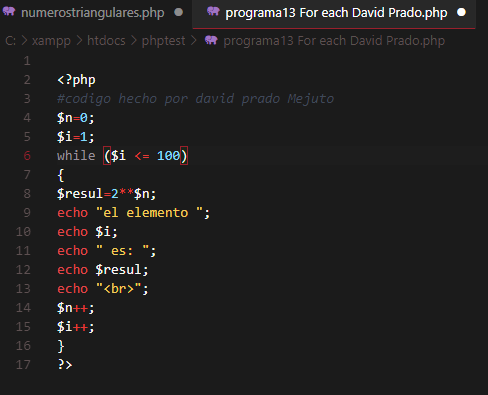 numerostriangulares.php ● programa13 For each David Prado.php ●
C: > xampp > htdocs > phptest > programa13 For each David Prado.php
1
2 <?php
3 #codigo hecho por david prado Mejuto
4 $n=0;
5 $i=1;
6 while ($i <= 100)
7 {
8 $resul=2**$n;
9 echo "el elemento ";
10 echo $i;
11 echo " es: ";
12 echo $resul;
13 echo "<br>";
14 $n++;
15 $i++;
16 }
17 ?>